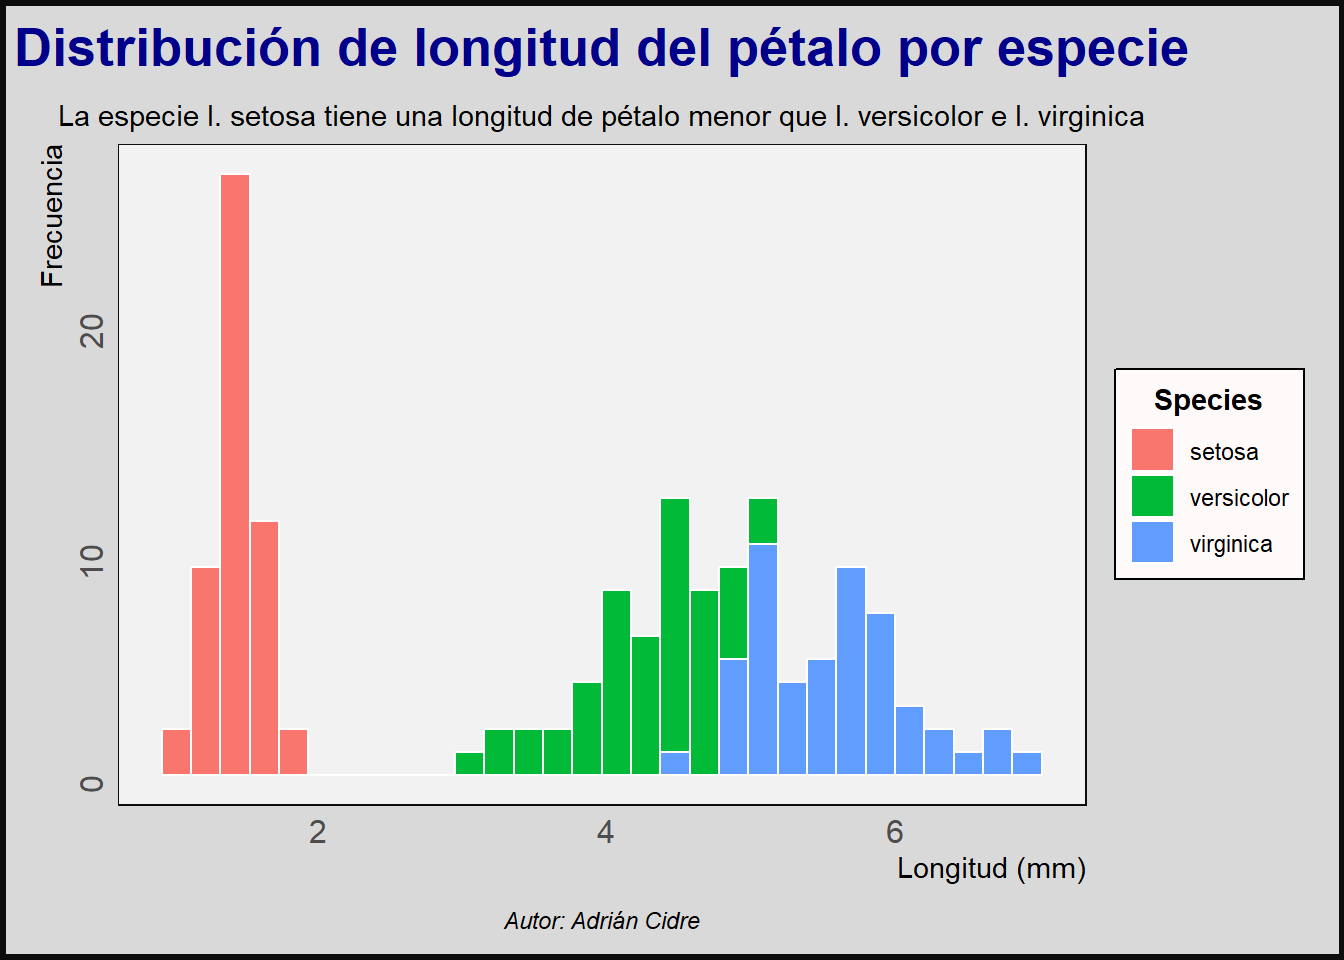 Distribución de longitud del pétalo por especie
La especie I. setosa tiene una longitud de pétalo menor que I. versicolor e I. virginica
Frecuencia
20
10
0
2 4 6
Longitud (mm)
Species
setosa
versicolor
virginica
Autor: Adrián Cidre